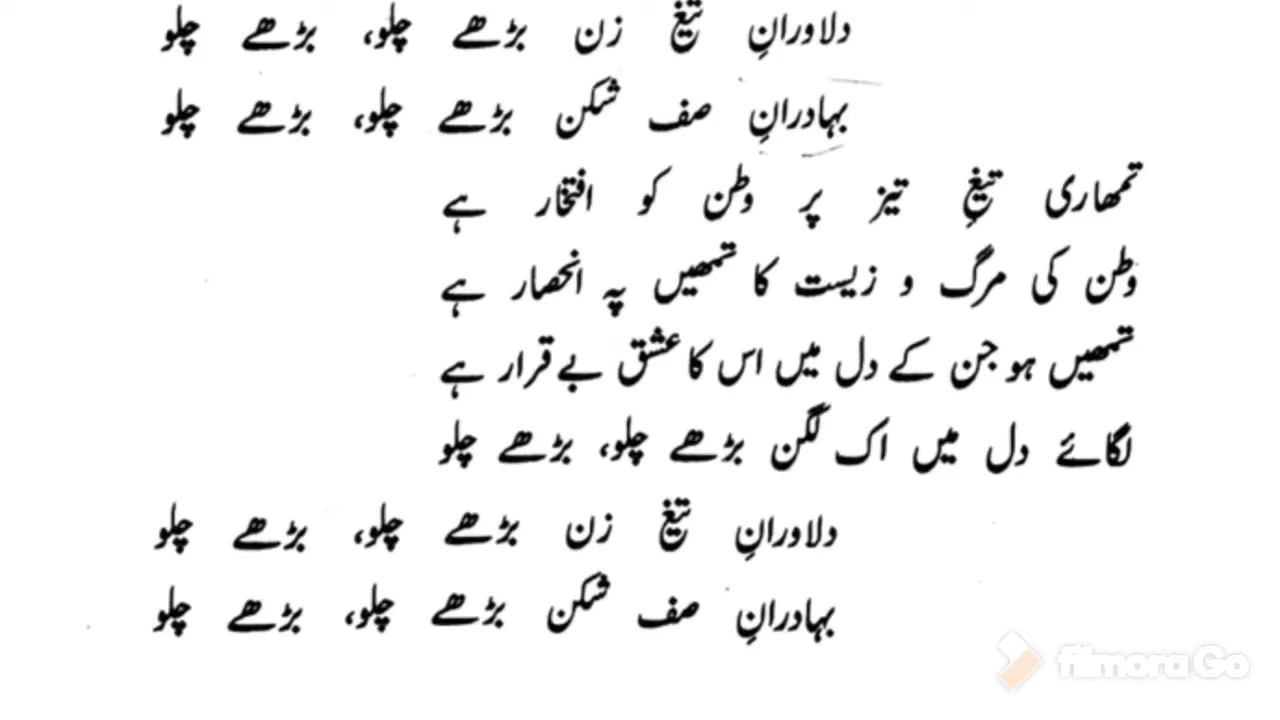 دلاورانِ تیغ زن بڑھے چلو، بڑھے چلو
بہادرانِ صف شکن بڑھے چلو، بڑھے چلو
تمھاری تیغِ تیز پر وطن کو افتخار ہے
وطن کی مرگ و زیست کا تمھیں پہ انحصار ہے
تمھیں ہو جن کے دل میں اس کا عشق بے قرار ہے
لگائے دل میں اک لگن بڑھے چلو، بڑھے چلو
دلاورانِ تیغ زن بڑھے چلو، بڑھے چلو
بہادرانِ صف شکن بڑھے چلو، بڑھے چلو
filmora Go